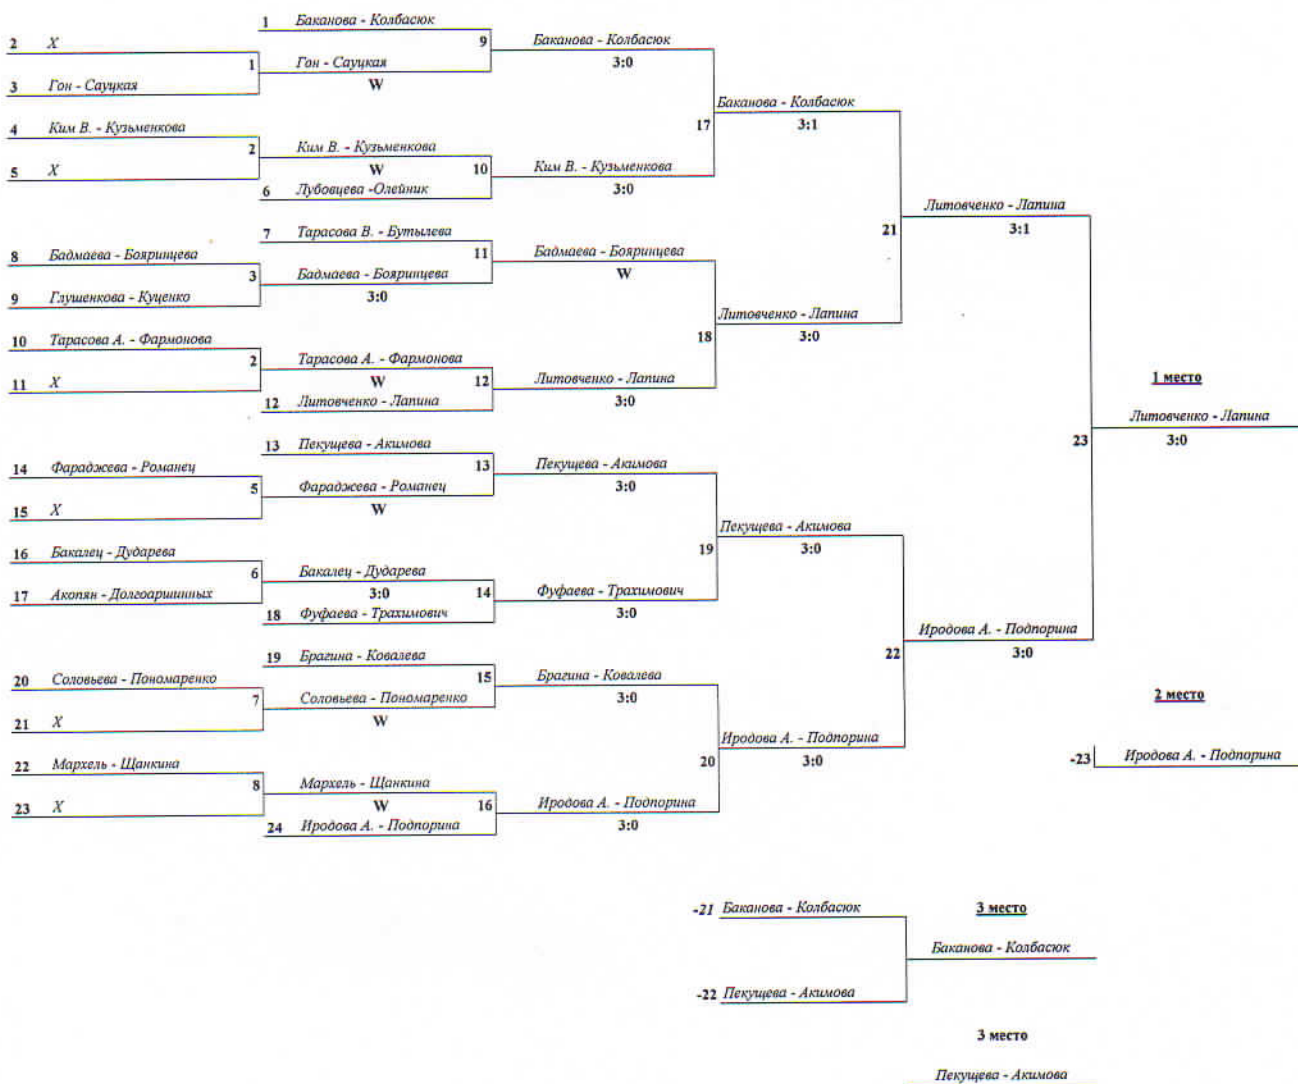 1 Баканова - Колбасюк
2 X
9 Баканова - Колбасюк
3:0
1 Гон - Сауцкая
W
3 Гон - Сауцкая
Баканова - Колбасюк
17 3:1
4 Ким В. - Кузьменкова
2 Ким В. - Кузьменкова
W
5 X
10 Ким В. - Кузьменкова
3:0
6 Лубовцева -Олейник
Литовченко - Лапина
21 3:1
7 Тарасова В. - Бутылева
8 Бадмаева - Бояринцева
11 Бадмаева - Бояринцева
W
3 Бадмаева - Бояринцева
3:0
9 Глушенкова - Куценко
Литовченко - Лапина
18 3:0
10 Тарасова А. - Фармонова
2 Тарасова А. - Фармонова
W
11 X
12 Литовченко - Лапина
3:0
12 Литовченко - Лапина
1 место
Литовченко - Лапина
23 3:0
13 Пекущева - Акимова
14 Фараджева - Романец
13 Пекущева - Акимова
3:0
5 Фараджева - Романец
W
15 X
Пекущева - Акимова
19 3:0
16 Бакалец - Дударева
6 Бакалец - Дударева
3:0
17 Акопян - Долгоаршинных
14 Фуфаева - Трахимович
3:0
18 Фуфаева - Трахимович
Иродова А. - Подпорина
22 3:0
19 Брагина - Ковалева
20 Соловьева - Пономаренко
15 Брагина - Ковалева
3:0
7 Соловьева - Пономаренко
W
21 X
2 место
Иродова А. - Подпорина
20 3:0
-23 Иродова А. - Подпорина
22 Мархель - Щанкина
8 Мархель - Щанкина
W
23 X
16 Иродова А. - Подпорина
3:0
24 Иродова А. - Подпорина
-21 Баканова - Колбасюк
3 место
Баканова - Колбасюк
-22 Пекущева - Акимова
3 место
Пекущева - Акимова